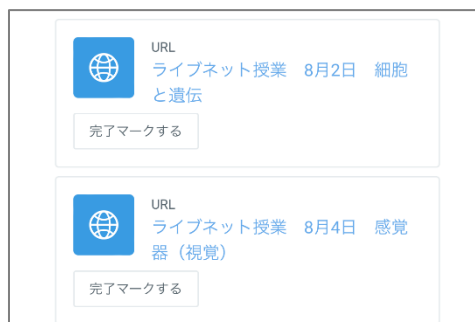 URL
ライブネット授業　8月2日　細胞
と遺伝
完了マークする
URL
ライブネット授業　8月4日　感覚
器（視覚）
完了マークする